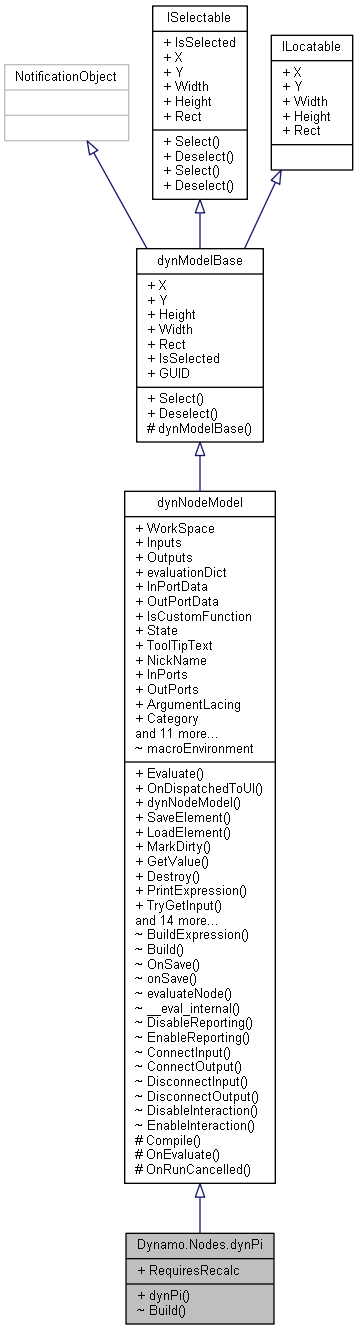 ISelectable
+ IsSelected
+ X
+ Y
+ Width
+ Height
+ Rect
+ Select()
+ Deselect()
+ Select()
+ Deselect()
ILocatable
+ X
+ Y
+ Width
+ Height
+ Rect
NotificationObject
dynModelBase
+ X
+ Y
+ Height
+ Width
+ Rect
+ IsSelected
+ GUID
+ Select()
+ Deselect()
# dynModelBase()
dynNodeModel
+ WorkSpace
+ Inputs
+ Outputs
+ evaluationDict
+ InPortData
+ OutPortData
+ IsCustomFunction
+ State
+ ToolTipText
+ NickName
+ InPorts
+ OutPorts
+ ArgumentLacing
+ Category
and 11 more...
~ macroEnvironment
+ Evaluate()
+ OnDispatchedToUI()
+ dynNodeModel()
+ SaveElement()
+ LoadElement()
+ MarkDirty()
+ GetValue()
+ Destroy()
+ PrintExpression()
+ TryGetInput()
and 14 more...
~ BuildExpression()
~ Build()
~ OnSave()
~ onSave()
~ evaluateNode()
~ __eval_internal()
~ DisableReporting()
~ EnableReporting()
~ ConnectInput()
~ ConnectOutput()
~ DisconnectInput()
~ DisconnectOutput()
~ DisableInteraction()
~ EnableInteraction()
# Compile()
# OnEvaluate()
# OnRunCancelled()
Dynamo.Nodes.dynPi
+ RequiresRecalc
+ dynPi()
~ Build()